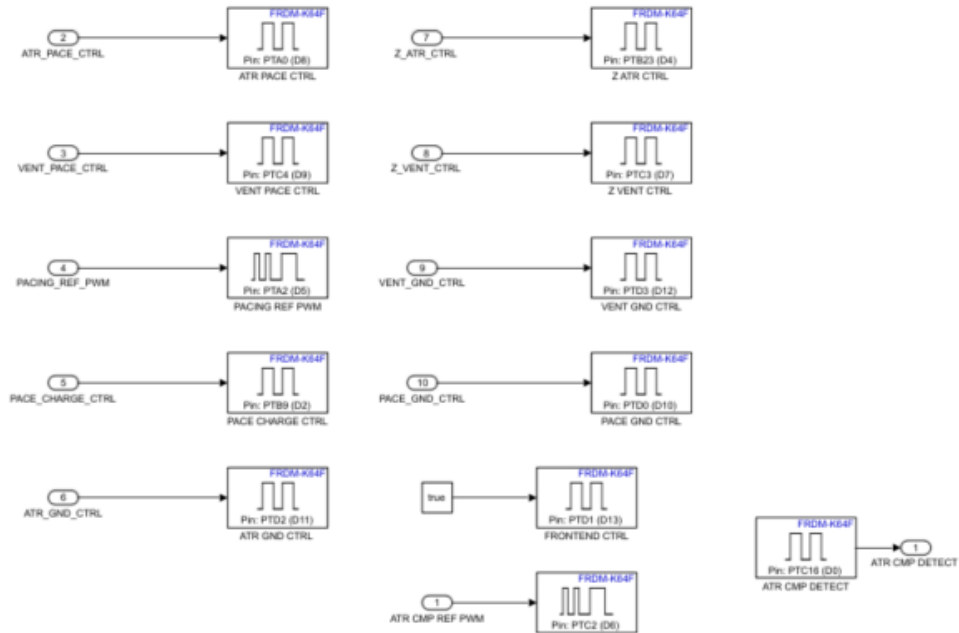 FRDM-K64F
2
ATR_PACE_CTRL
Pin: PTA0 (D8)
ATR PACE CTRL
FRDM-K64F
7
Z_ATR_CTRL
Pin: PTB23 (D4)
Z ATR CTRL
FRDM-K64F
3
VENT_PACE_CTRL
Pin: PTC4 (D9)
VENT PACE CTRL
FRDM-K64F
8
Z_VENT_CTRL
Pin: PTC3 (D7)
Z VENT CTRL
FRDM-K64F
4
PACING_REF_PWM
Pin: PTA2 (D5)
PACING REF PWM
FRDM-K64F
9
VENT_GND_CTRL
Pin: PTD3 (D12)
VENT GND CTRL
FRDM-K64F
5
PACE_CHARGE_CTRL
Pin: PTB9 (D2)
PACE CHARGE CTRL
FRDM-K64F
10
PACE_GND_CTRL
Pin: PTD0 (D10)
PACE GND CTRL
FRDM-K64F
6
ATR_GND_CTRL
Pin: PTD2 (D11)
ATR GND CTRL
FRDM-K64F
true
Pin: PTD1 (D13)
FRONTEND CTRL
FRDM-K64F
1
ATR CMP DETECT
Pin: PTC16 (D0)
ATR CMP DETECT
FRDM-K64F
1
ATR CMP REF PWM
Pin: PTC2 (D6)